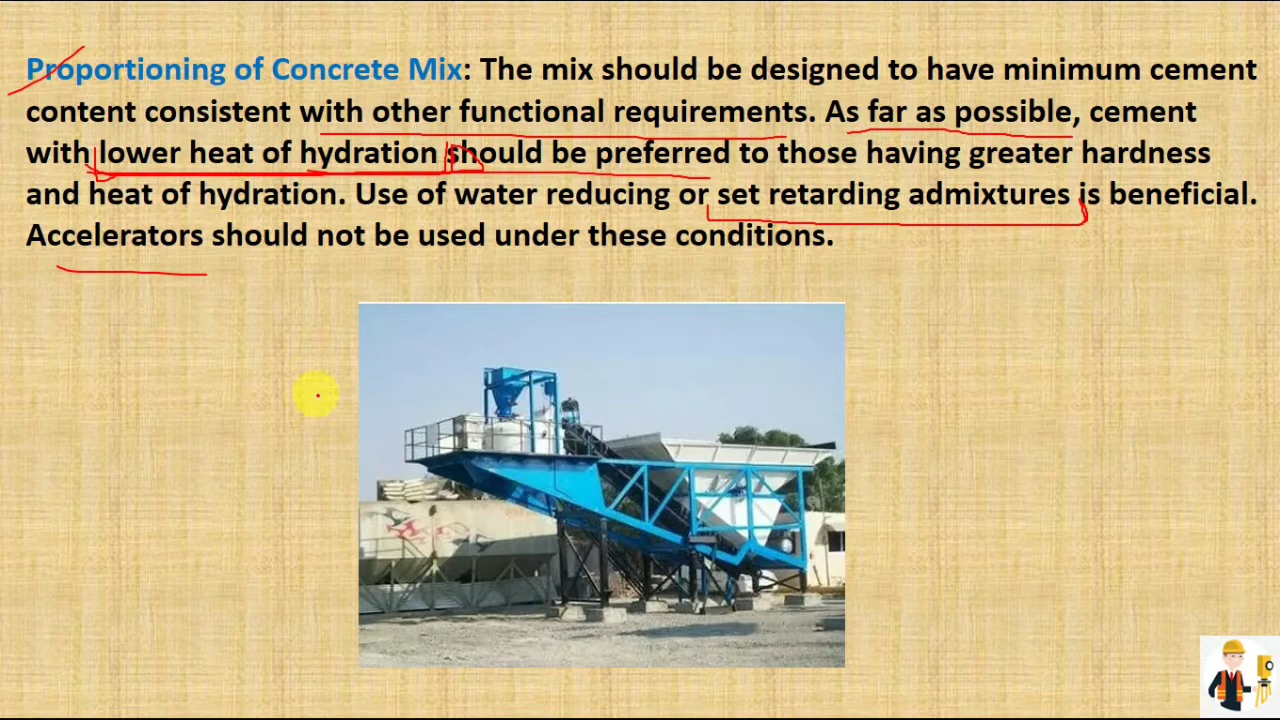 Proportioning of Concrete Mix: The mix should be designed to have minimum cement
content consistent with other functional requirements. As far as possible, cement
with lower heat of hydration should be preferred to those having greater hardness
and heat of hydration. Use of water reducing or set retarding admixtures is beneficial.
Accelerators should not be used under these conditions.